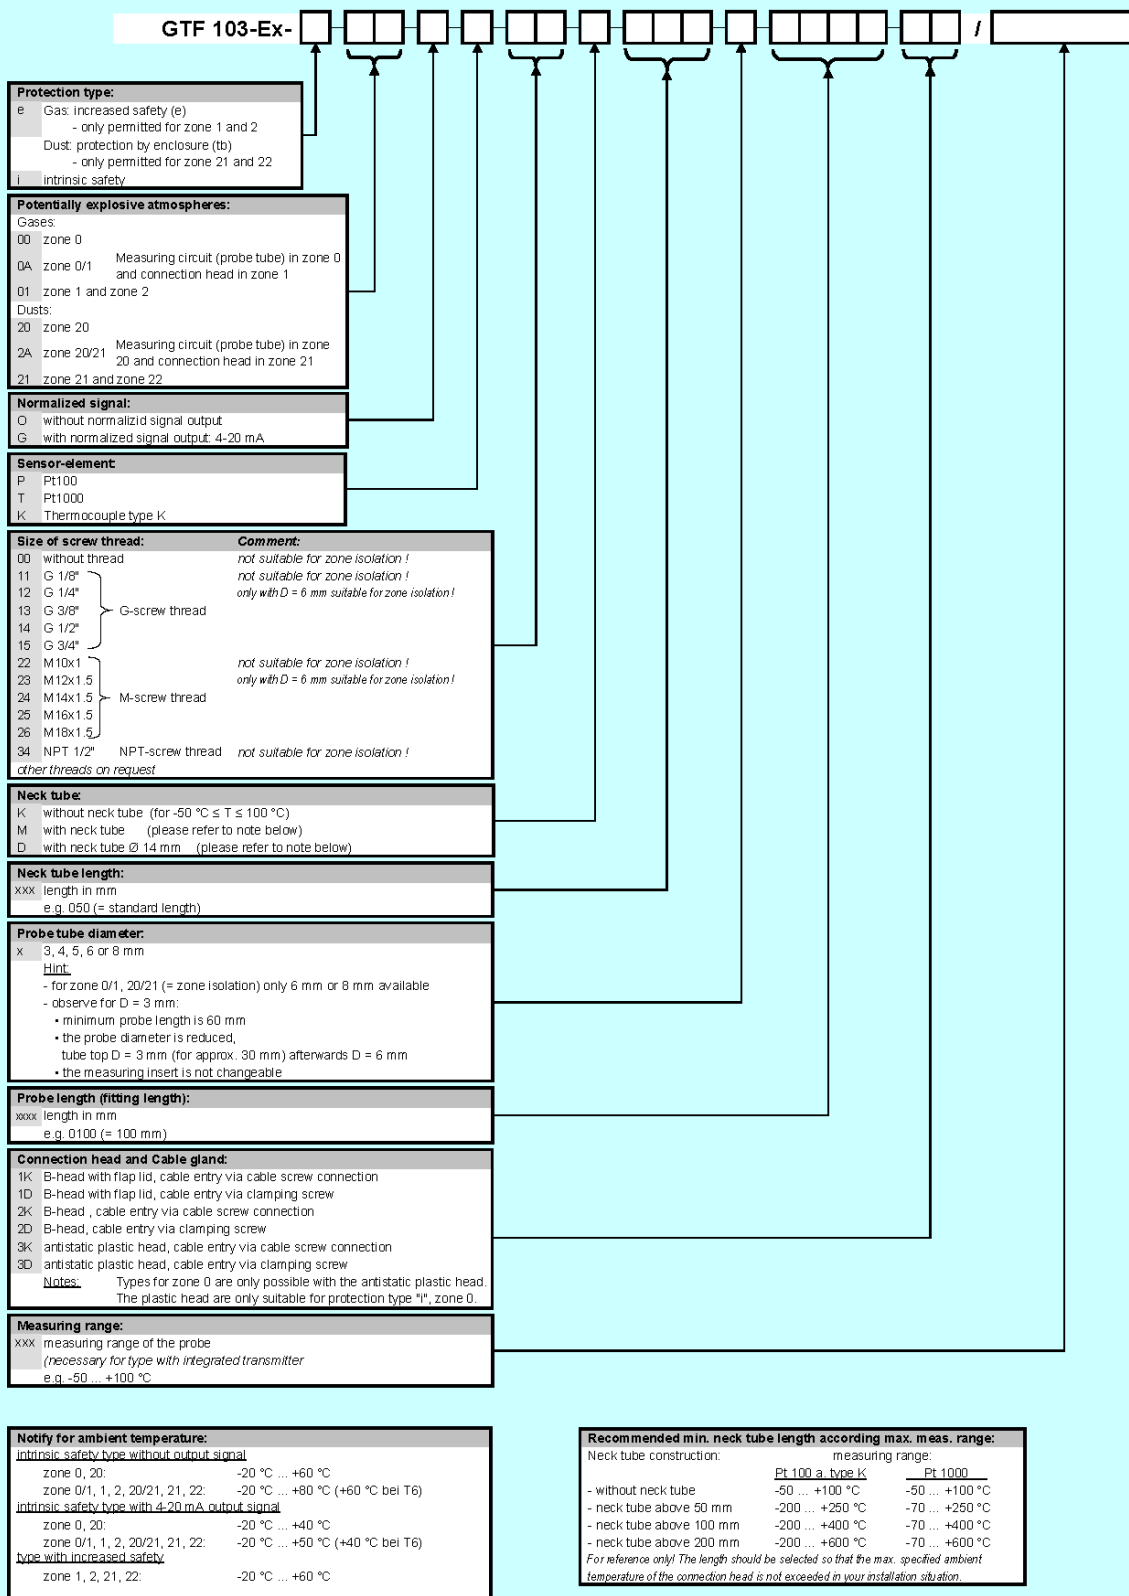 GTF 103-Ex- /
Protection type:
e Gas: increased safety (e)
- only permitted for zone 1 and 2
Dust: protection by enclosure (tb)
- only permitted for zone 21 and 22
i intrinsic safety
Potentially explosive atmospheres:
Gases:
00 zone 0
0A zone 0/1 Measuring circuit (probe tube) in zone 0
and connection head in zone 1
01 zone 1 and zone 2
Dusts:
20 zone 20
2A zone 20/21 Measuring circuit (probe tube) in zone
20 and connection head in zone 21
21 zone 21 and zone 22
Normalized signal:
O without normalizid signal output
G with normalized signal output: 4-20 mA
Sensor-element:
P Pt100
T Pt1000
K Thermocouple type K
Size of screw thread: Comment:
00 without thread not suitable for zone isolation !
11 G 1/8" not suitable for zone isolation !
12 G 1/4" only with D = 6 mm suitable for zone isolation !
13 G 3/8" G-screw thread
14 G 1/2"
15 G 3/4"
22 M10x1 not suitable for zone isolation !
23 M12x1.5 only with D = 6 mm suitable for zone isolation !
24 M14x1.5 M-screw thread
25 M16x1.5
26 M18x1.5
34 NPT 1/2" NPT-screw thread not suitable for zone isolation !
other threads on request
Neck tube:
K without neck tube (for -50 °C ≤ T ≤ 100 °C)
M with neck tube (please refer to note below)
D with neck tube Ø 14 mm (please refer to note below)
Neck tube length:
xxx length in mm
e.g. 050 (= standard length)
Probe tube diameter:
x 3, 4, 5, 6 or 8 mm
Hint:
- for zone 0/1, 20/21 (= zone isolation) only 6 mm or 8 mm available
- observe for D = 3 mm:
• minimum probe length is 60 mm
• the probe diameter is reduced,
tube top D = 3 mm (for approx. 30 mm) afterwards D = 6 mm
• the measuring insert is not changeable
Probe length (fitting length):
xxxx length in mm
e.g. 0100 (= 100 mm)
Connection head and Cable gland:
1K B-head with flap lid, cable entry via cable screw connection
1D B-head with flap lid, cable entry via clamping screw
2K B-head , cable entry via cable screw connection
2D B-head, cable entry via clamping screw
3K antistatic plastic head, cable entry via cable screw connection
3D antistatic plastic head, cable entry via clamping screw
Notes: Types for zone 0 are only possible with the antistatic plastic head.
The plastic head are only suitable for protection type "i", zone 0.
Measuring range:
xxx measuring range of the probe
(necessary for type with integrated transmitter
e.g. -50 ... +100 °C
Notify for ambient temperature:
intrinsic safety type without output signal
zone 0, 20: -20 °C ... +60 °C
zone 0/1, 1, 2, 20/21, 21, 22: -20 °C ... +80 °C (+60 °C bei T6)
intrinsic safety type with 4-20 mA output signal
zone 0, 20: -20 °C ... +40 °C
zone 0/1, 1, 2, 20/21, 21, 22: -20 °C ... +50 °C (+40 °C bei T6)
type with increased safety
zone 1, 2, 21, 22: -20 °C ... +60 °C
Recommended min. neck tube length according max. meas. range:
Neck tube construction: measuring range:
Pt 100 a. type K Pt 1000
- without neck tube -50 ... +100 °C -50 ... +100 °C
- neck tube above 50 mm -200 ... +250 °C -70 ... +250 °C
- neck tube above 100 mm -200 ... +400 °C -70 ... +400 °C
- neck tube above 200 mm -200 ... +600 °C -70 ... +600 °C
For reference only! The length should be selected so that the max. specified ambient
temperature of the connection head is not exceeded in your installation situation.